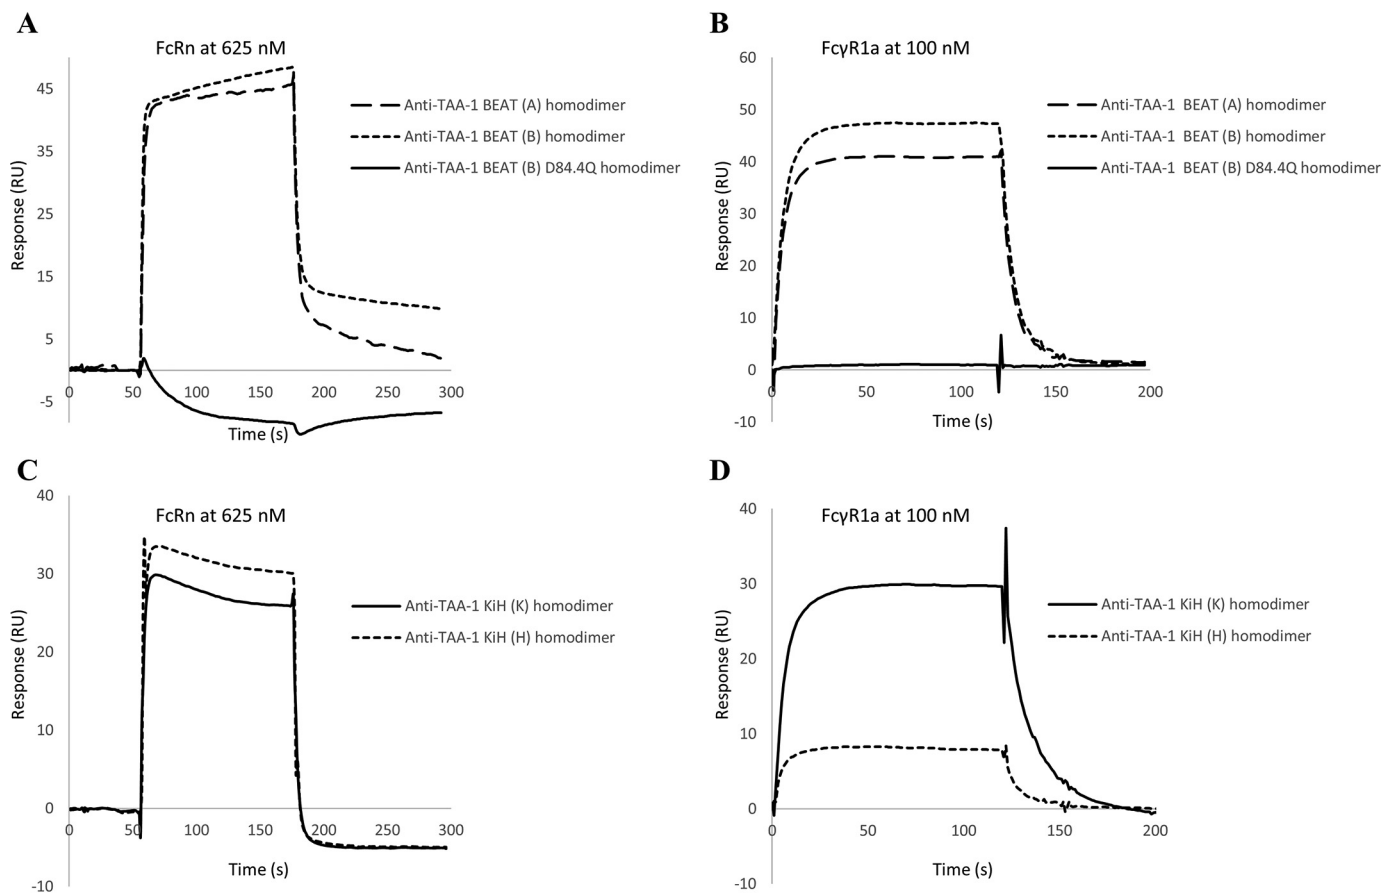 A
FcRn at 625 nM
45
35
25
15
5
-5
0
50
100
150
200
250
300
Response (RU)
Time (s)
Anti-TAA-1 BEAT (A) homodimer
Anti-TAA-1 BEAT (B) homodimer
Anti-TAA-1 BEAT (B) D84.4Q homodimer
B
FcγR1a at 100 nM
60
50
40
30
20
10
0
-10
0
50
100
150
200
Response (RU)
Time (s)
Anti-TAA-1 BEAT (A) homodimer
Anti-TAA-1 BEAT (B) homodimer
Anti-TAA-1 BEAT (B) D84.4Q homodimer
C
FcRn at 625 nM
40
30
20
10
0
-10
0
50
100
150
200
250
300
Response (RU)
Time (s)
Anti-TAA-1 KiH (K) homodimer
Anti-TAA-1 KiH (H) homodimer
D
FcγR1a at 100 nM
40
30
20
10
0
-10
0
50
100
150
200
Response (RU)
Time (s)
Anti-TAA-1 KiH (K) homodimer
Anti-TAA-1 KiH (H) homodimer